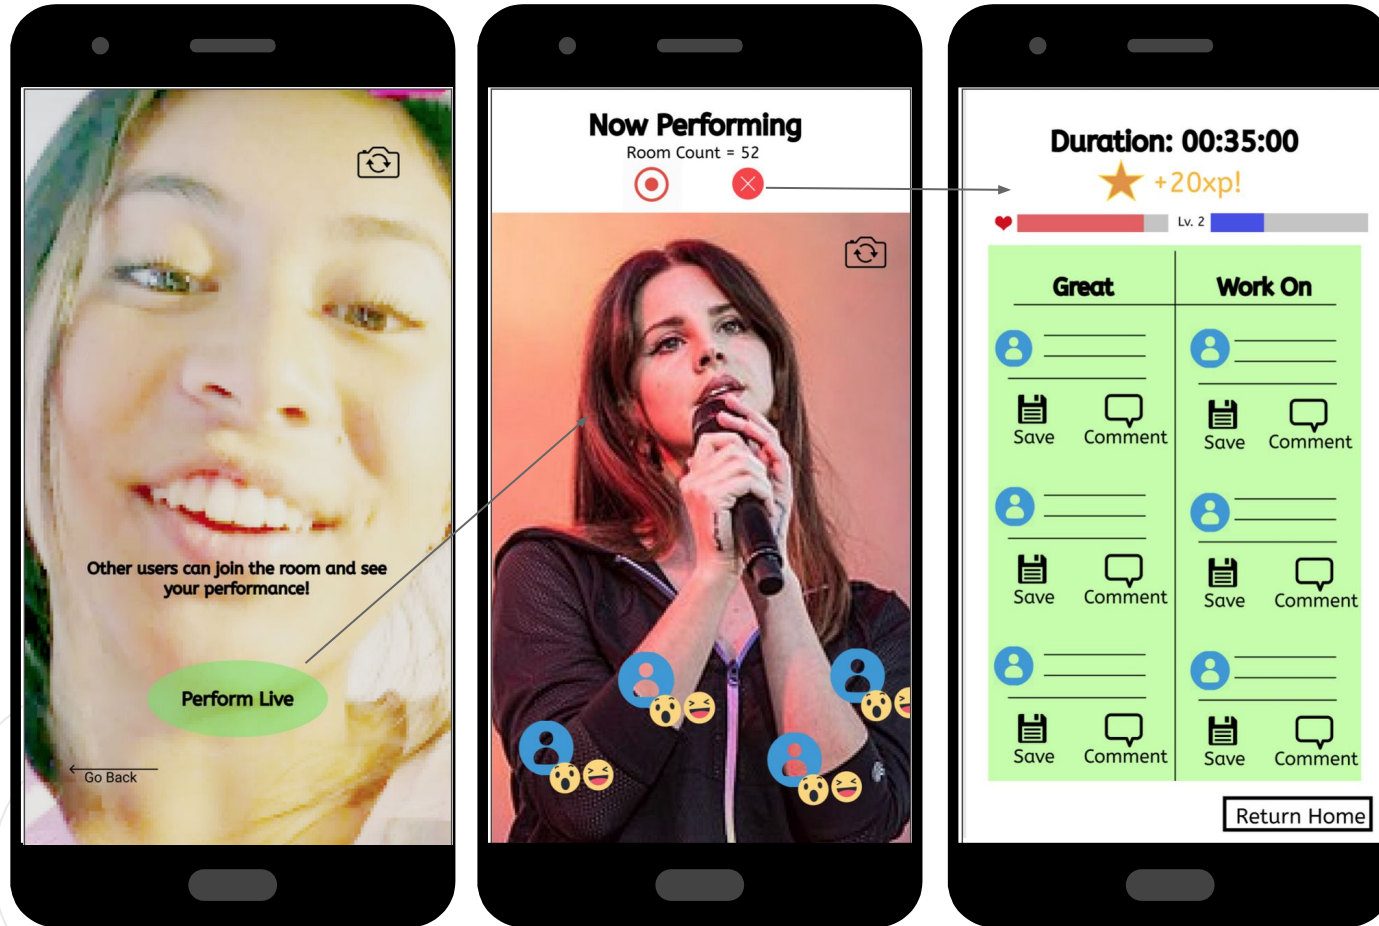 Other users can join the room and see
your performance!
Perform Live
Go Back
Now Performing
Room Count = 52
Duration: 00:35:00
+20xp!
Lv. 2
Great
Work On
Save
Comment
Save
Comment
Save
Comment
Save
Comment
Save
Comment
Save
Comment
Return Home